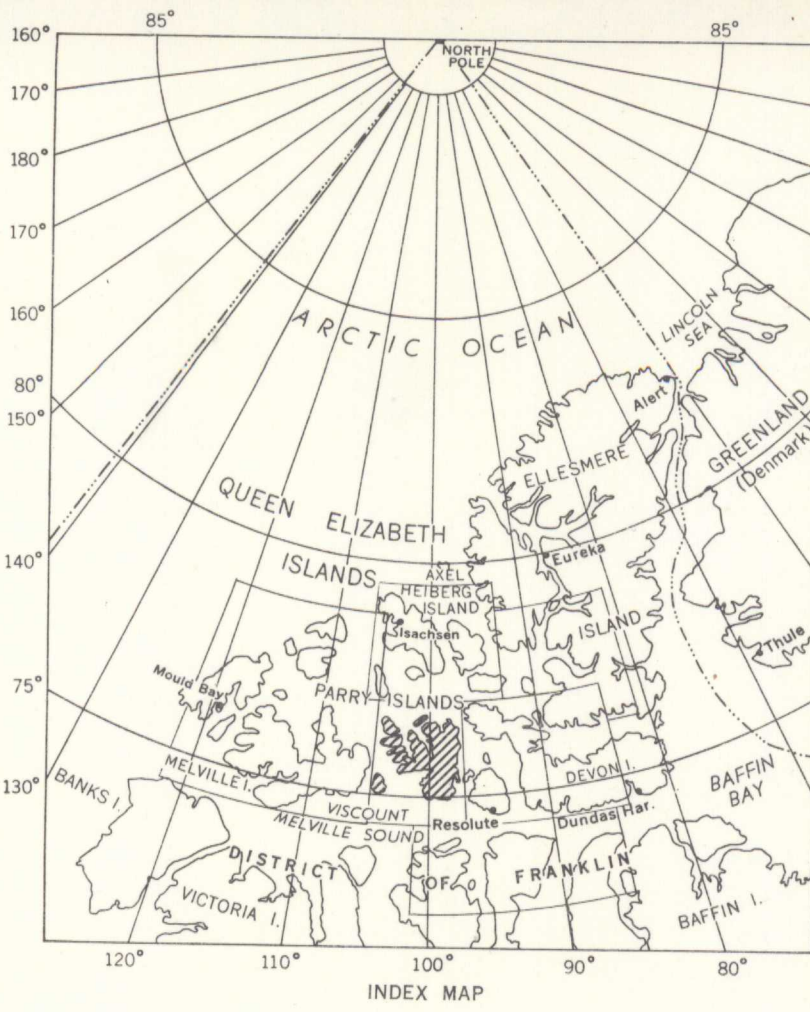 85°
85°
160°
NORTH
POLE
170°
180°
170°
160°
ARCTIC OCEAN
LINCOLN
SEA
80°
150°
Alert
GREENLAND
(Denmark)
ELLESMERE
QUEEN ELIZABETH
ISLANDS
140°
Eureka
AXEL
HEIBERG
ISLAND
Isachsen
ISLAND
Thule
Mould Bay
75°
PARRY ISLANDS
130°
BANKS I.
MELVILLE I.
DEVON I.
BAFFIN
BAY
VISCOUNT
MELVILLE SOUND
Resolute
Dundas Har.
DISTRICT OF FRANKLIN
VICTORIA I.
BAFFIN I.
120°
110°
100°
90°
80°
INDEX MAP